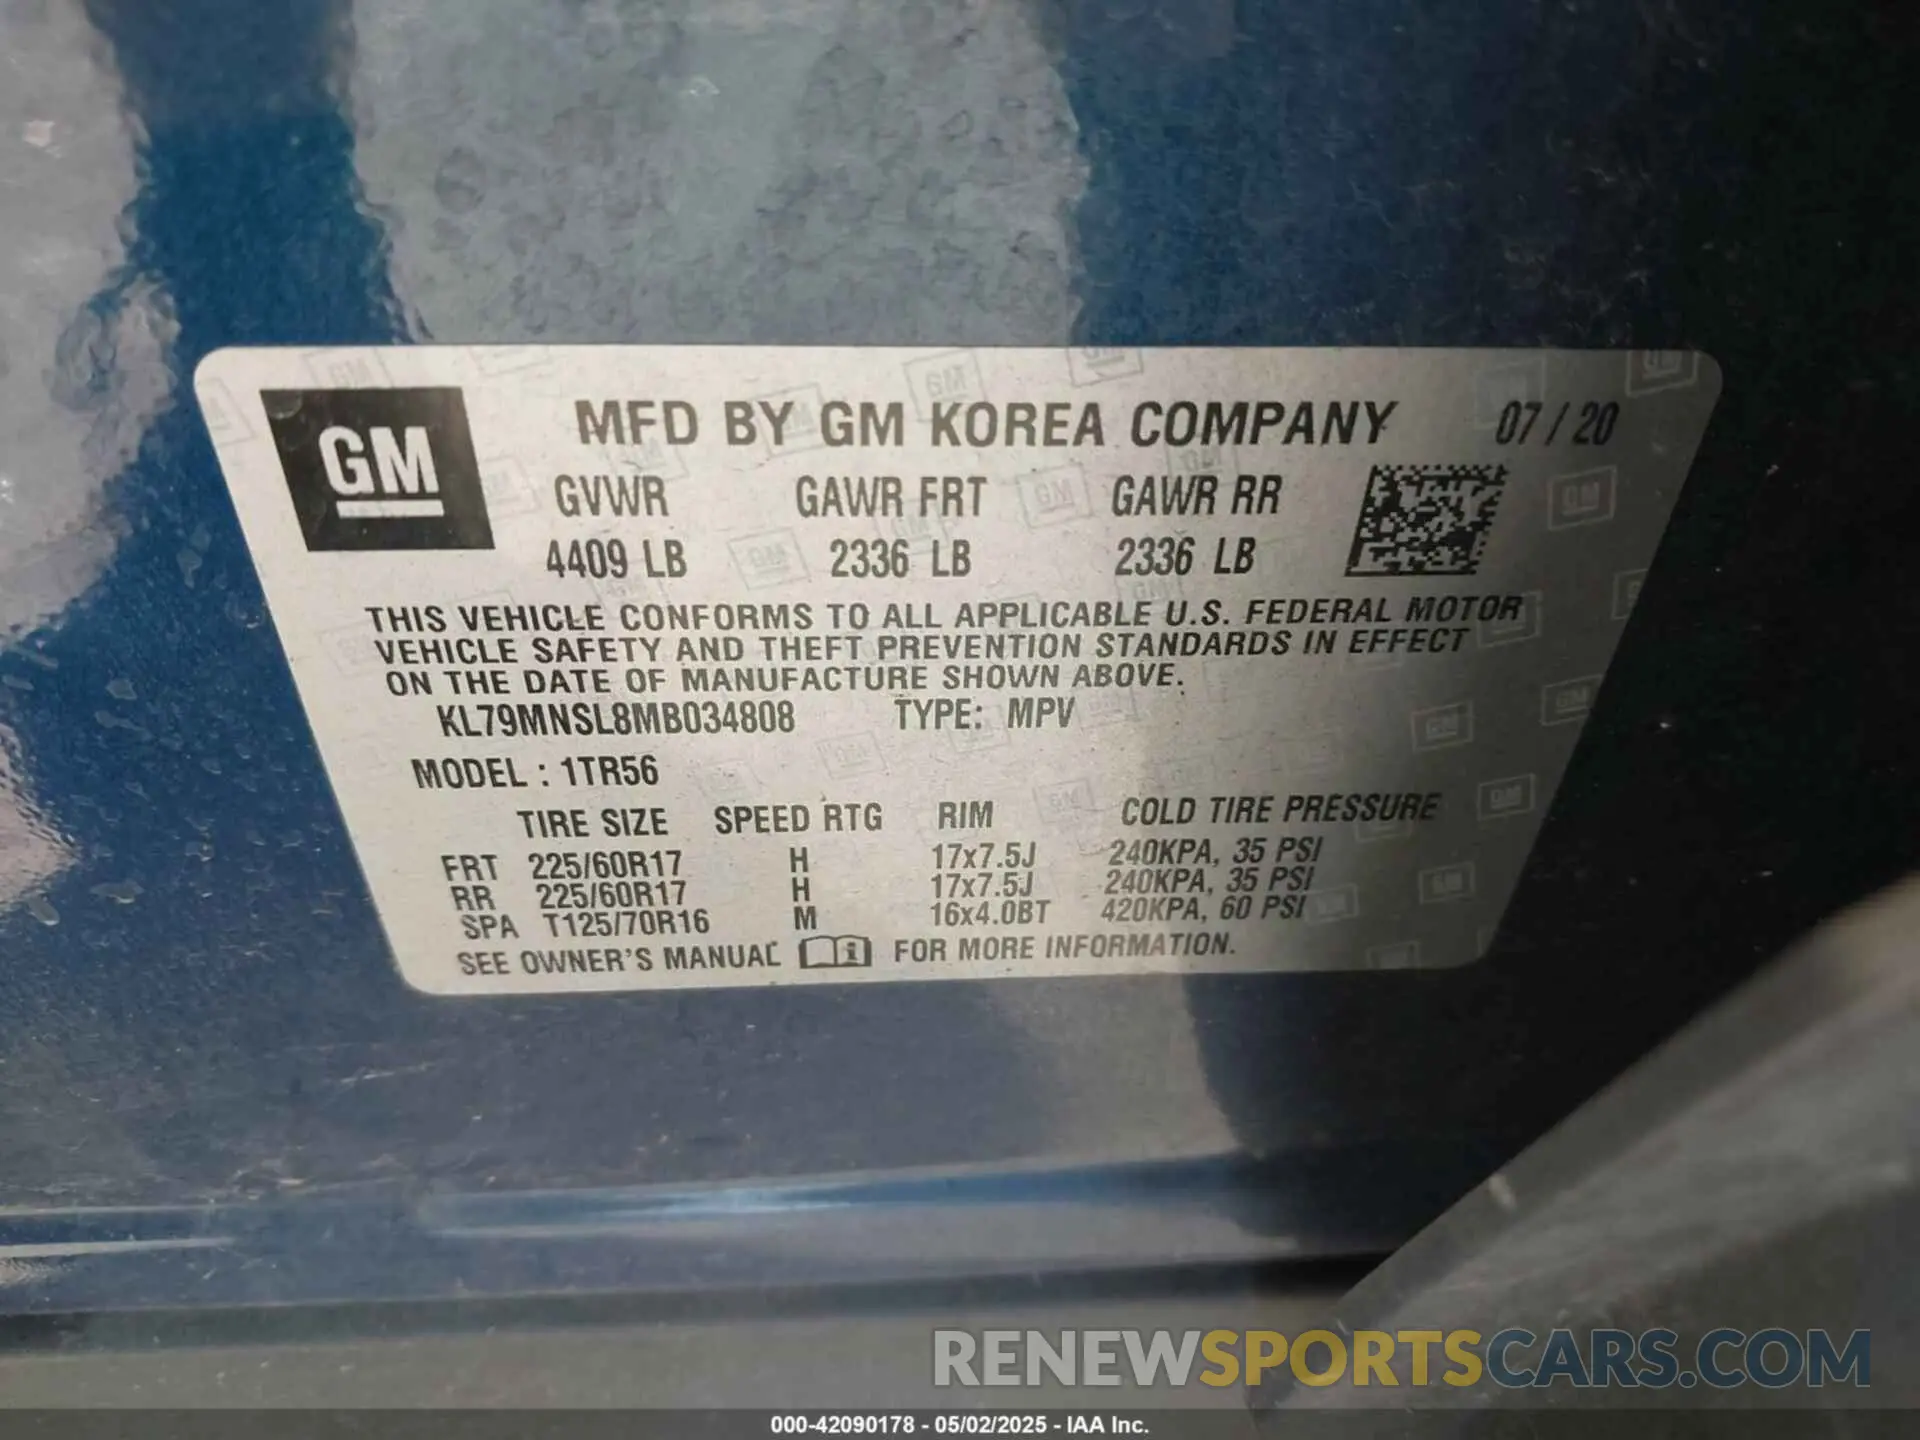 GM
MFD BY GM KOREA COMPANY 07/20
GVWR GAWR FRT GAWR RR
4409 LB 2336 LB 2336 LB
THIS VEHICLE CONFORMS TO ALL APPLICABLE U.S. FEDERAL MOTOR
VEHICLE SAFETY AND THEFT PREVENTION STANDARDS IN EFFECT
ON THE DATE OF MANUFACTURE SHOWN ABOVE.
KL79MNSL8MB034808 TYPE: MPV
MODEL : 1TR56
TIRE SIZE SPEED RTG RIM COLD TIRE PRESSURE
FRT 225/60R17 H 17x7.5J 240KPA, 35 PSI
RR 225/60R17 H 17x7.5J 240KPA, 35 PSI
SPA T125/70R16 M 16x4.0BT 420KPA, 60 PSI
SEE OWNER'S MANUAL FOR MORE INFORMATION.
RENEWSPORTSCARS.COM
000-42090178 - 05/02/2025 - IAA Inc.